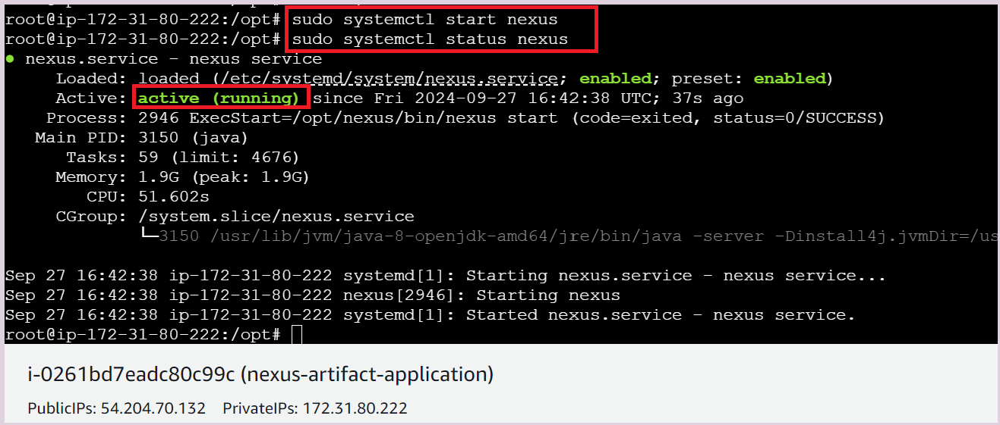 root@ip-172-31-80-222:/opt# sudo systemctl start nexus
root@ip-172-31-80-222:/opt# sudo systemctl status nexus
● nexus.service - nexus service
Loaded: loaded (/etc/systemd/system/nexus.service; enabled; preset: enabled)
Active: active (running) since Fri 2024-09-27 16:42:38 UTC; 37s ago
Process: 2946 ExecStart=/opt/nexus/bin/nexus start (code=exited, status=0/SUCCESS)
Main PID: 3150 (java)
Tasks: 59 (limit: 4676)
Memory: 1.9G (peak: 1.9G)
CPU: 51.602s
CGroup: /system.slice/nexus.service
└─3150 /usr/lib/jvm/java-8-openjdk-amd64/jre/bin/java -server -Dinstall4j.jvmDir=/us
Sep 27 16:42:38 ip-172-31-80-222 systemd[1]: Starting nexus.service - nexus service...
Sep 27 16:42:38 ip-172-31-80-222 nexus[2946]: Starting nexus
Sep 27 16:42:38 ip-172-31-80-222 systemd[1]: Started nexus.service - nexus service.
root@ip-172-31-80-222:/opt#
i-0261bd7eadc80c99c (nexus-artifact-application)
PublicIPs: 54.204.70.132 PrivateIPs: 172.31.80.222